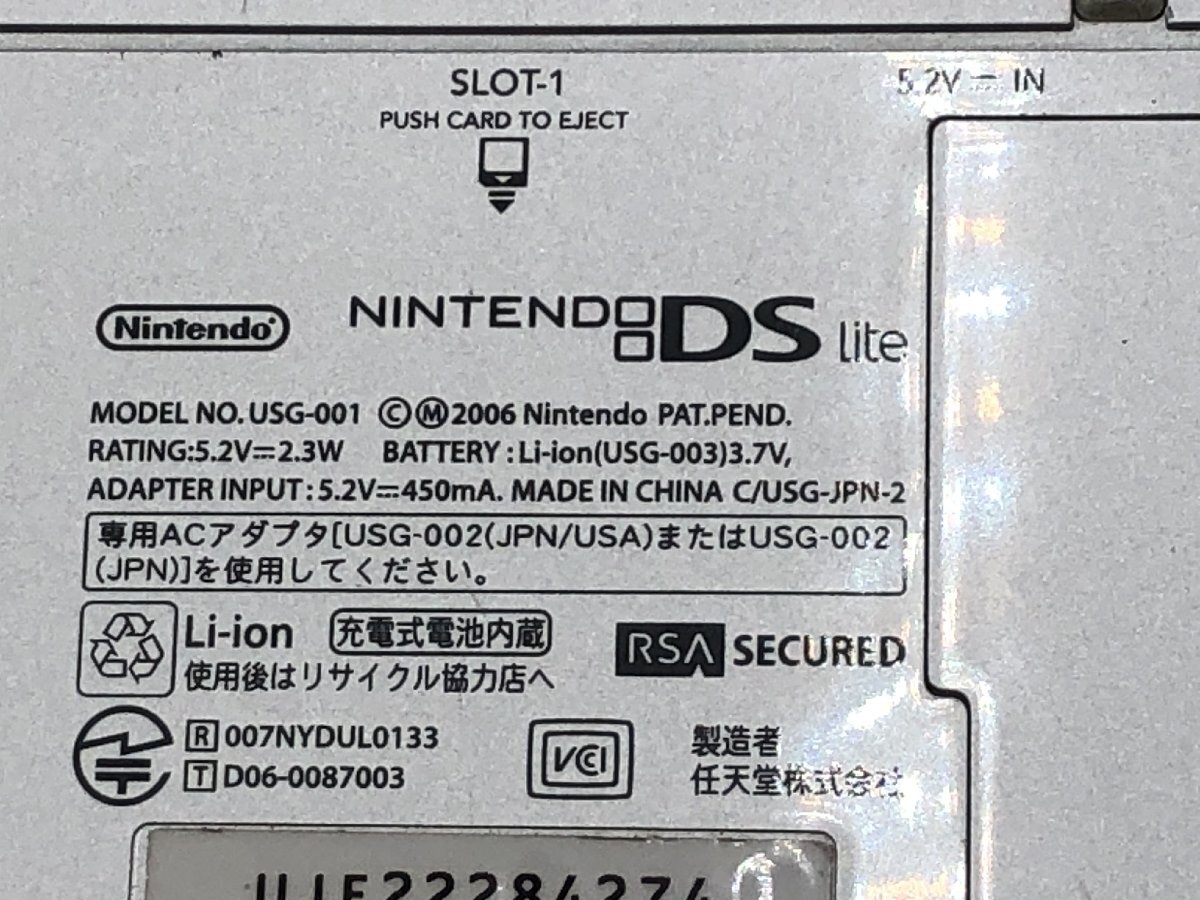 SLOT-1
PUSH CARD TO EJECT
5.2V ⎓ IN
Nintendo®
NINTENDO DS lite
MODEL NO. USG-001 ©Ⓜ2006 Nintendo PAT.PEND.
RATING:5.2V⎓2.3W BATTERY : Li-ion(USG-003)3.7V,
ADAPTER INPUT : 5.2V⎓450mA. MADE IN CHINA C/USG-JPN-2
専用ACアダプタ[USG-002(JPN/USA)またはUSG-002
(JPN)]を使用してください。
Li-ion 充電式電池内蔵
使用後はリサイクル協力店へ
RSA SECURED
R 007NYDUL0133
T D06-0087003
VCI
製造者
任天堂株式会社